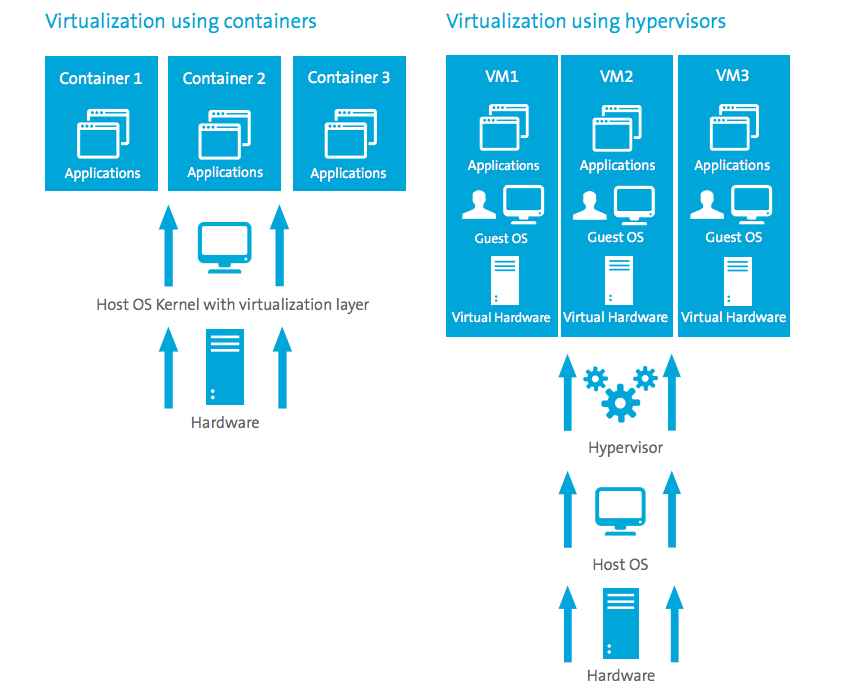 Virtualization using containers
Container 1
Container 2
Container 3
Applications
Applications
Applications
Host OS Kernel with virtualization layer
Hardware
Virtualization using hypervisors
VM1
VM2
VM3
Applications
Applications
Applications
Guest OS
Guest OS
Guest OS
Virtual Hardware
Virtual Hardware
Virtual Hardware
Hypervisor
Host OS
Hardware